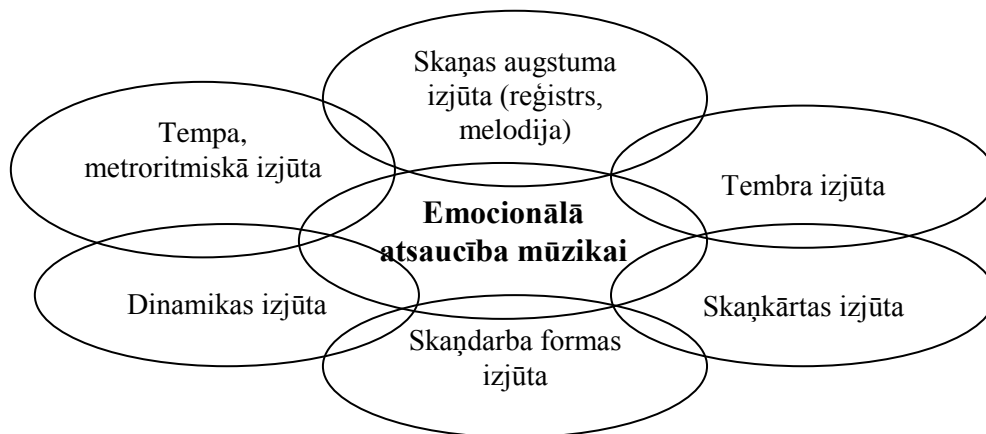 Skaņas augstuma
izjūta (reģistrs,
melodija)
Tempa,
metroritmiskā izjūta
Tembra izjūta
Emocionālā
atsaucība mūzikai
Dinamikas izjūta
Skaņkārtas izjūta
Skaņdarba formas
izjūta